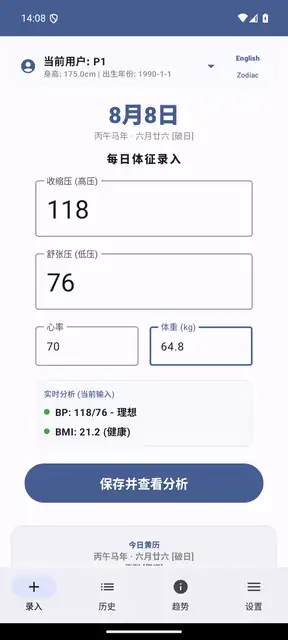 14:08
当前用户: P1
身高: 175.0cm | 出生年份: 1990-1-1
English
Zodiac
8月8日
丙午马年 · 六月廿六 [破日]
每日体征录入
收缩压 (高压)
118
舒张压 (低压)
76
心率
70
体重 (kg)
64.8
实时分析 (当前输入)
BP: 118/76 - 理想
BMI: 21.2 (健康)
保存并查看分析
今日黄历
丙午马年 · 六月廿六 [破日]
录入
历史
趋势
设置